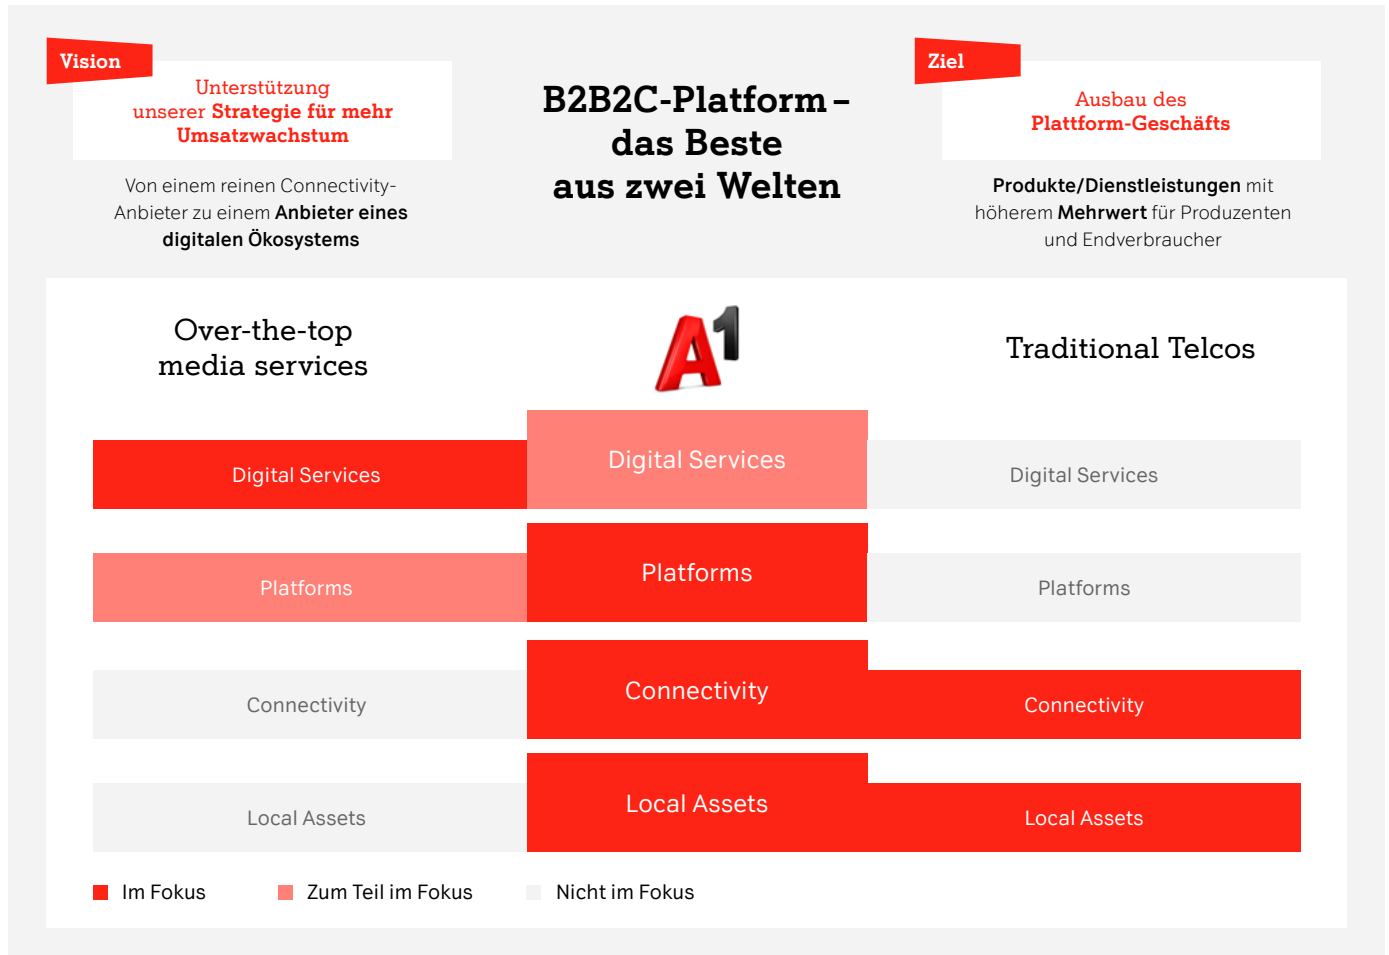 Vision
Unterstützung
unserer Strategie für mehr
Umsatzwachstum
Von einem reinen Connectivity-
Anbieter zu einem Anbieter eines
digitalen Ökosystems
B2B2C-Platform –
das Beste
aus zwei Welten
Ziel
Ausbau des
Plattform-Geschäfts
Produkte/Dienstleistungen mit
höherem Mehrwert für Produzenten
und Endverbraucher
Over-the-top
media services
A1
Traditional Telcos
Digital Services
Digital Services
Digital Services
Platforms
Platforms
Platforms
Connectivity
Connectivity
Connectivity
Local Assets
Local Assets
Local Assets
Im Fokus
Zum Teil im Fokus
Nicht im Fokus